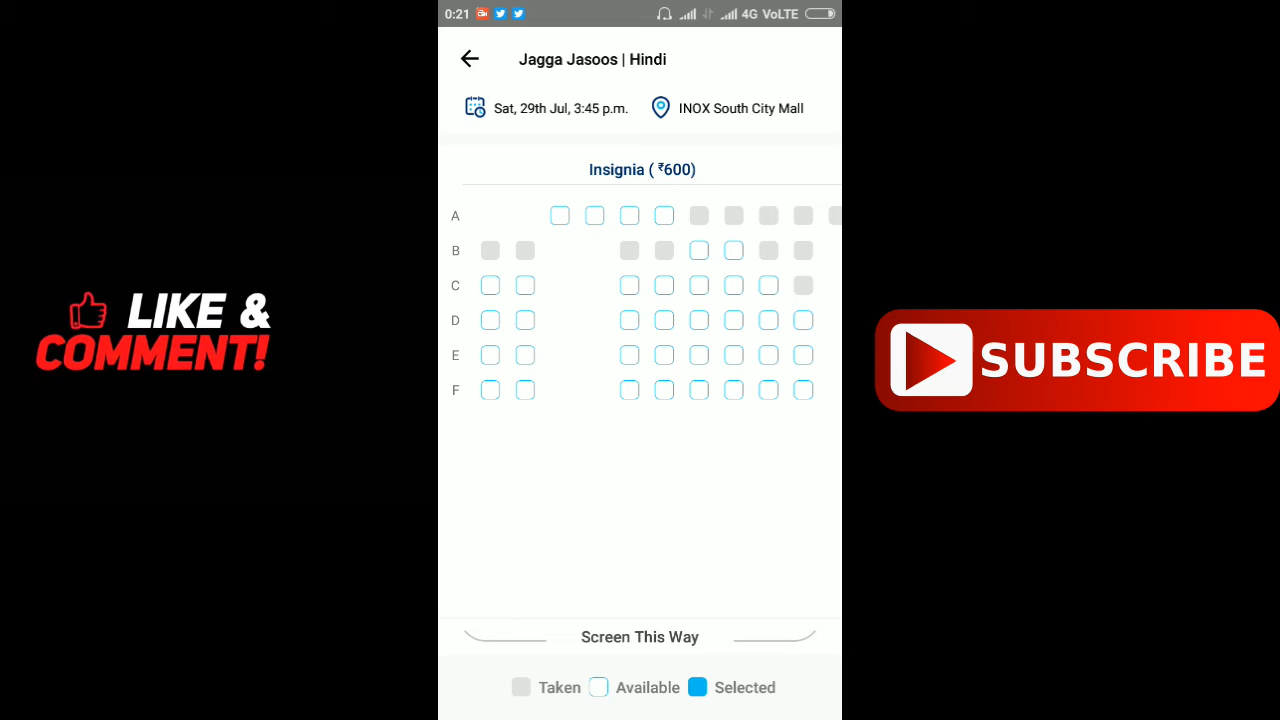 0:21 4G VoLTE
Jagga Jasoos | Hindi
Sat, 29th Jul, 3:45 p.m. INOX South City Mall
Insignia ( ₹600)
A
B
C
D
E
F
Screen This Way
Taken Available Selected
LIKE &
COMMENT!
SUBSCRIBE